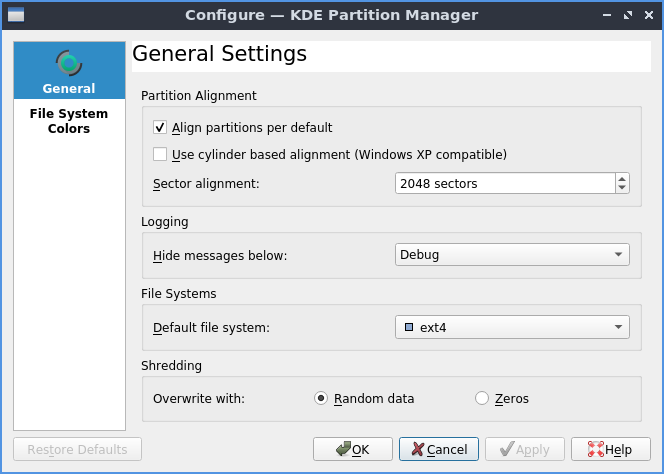 Configure — KDE Partition Manager
General
File System
Colors
General Settings
Partition Alignment
Align partitions per default
Use cylinder based alignment (Windows XP compatible)
Sector alignment:
2048 sectors
Logging
Hide messages below:
Debug
File Systems
Default file system:
ext4
Shredding
Overwrite with:
Random data
Zeros
Restore Defaults
OK
Cancel
Apply
Help